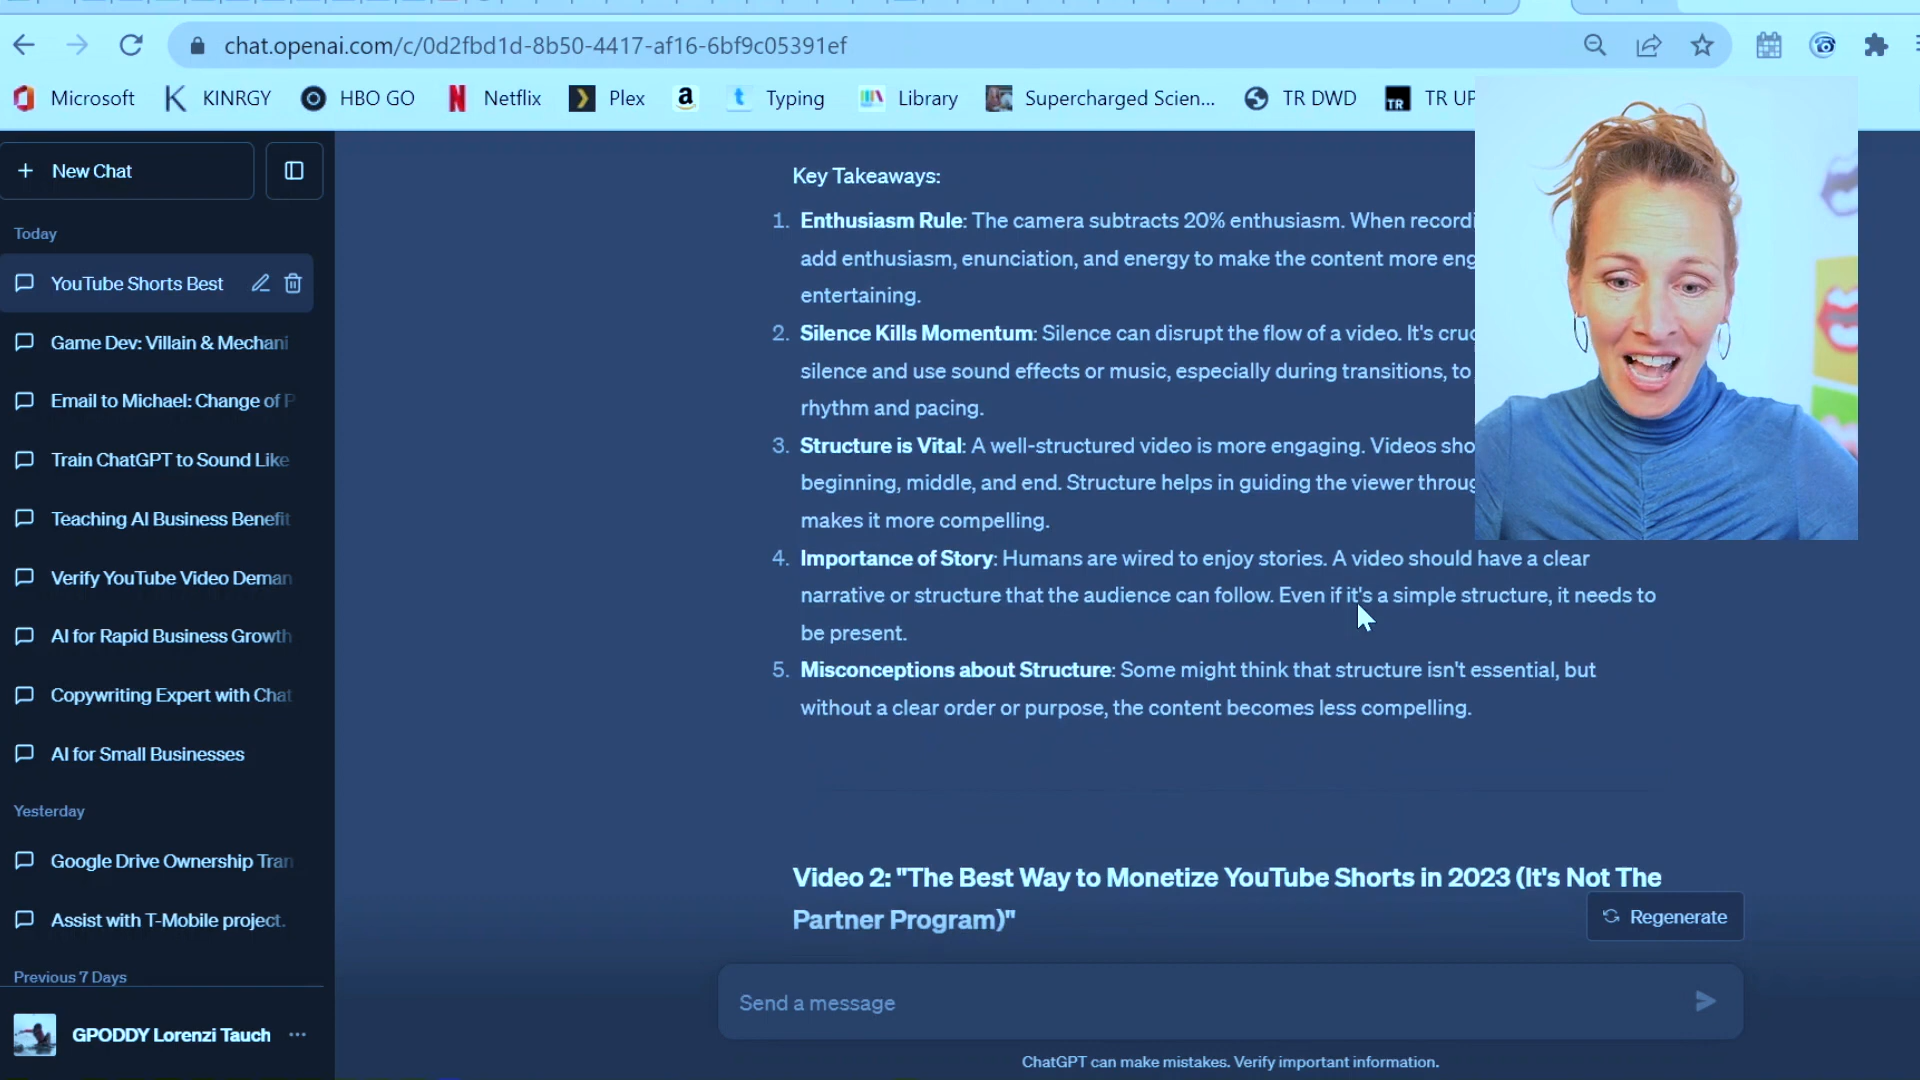 chat.openai.com/c/0d2fbd1d-8b50-4417-af16-6bf9c05391ef
Microsoft KINRGY HBO GO Netflix Plex a t Typing Library Supercharged Scien... TR DWD TR TR UP
+ New Chat
Today
YouTube Shorts Best
Game Dev: Villain & Mechani
Email to Michael: Change of P
Train ChatGPT to Sound Like
Teaching AI Business Benefit
Verify YouTube Video Deman
AI for Rapid Business Growth
Copywriting Expert with Chat
AI for Small Businesses
Yesterday
Google Drive Ownership Tran
Assist with T-Mobile project.
Previous 7 Days
GPODDY Lorenzi Tauch ...
Key Takeaways:
1. Enthusiasm Rule: The camera subtracts 20% enthusiasm. When recordi
add enthusiasm, enunciation, and energy to make the content more eng
entertaining.
2. Silence Kills Momentum: Silence can disrupt the flow of a video. It's cruc
silence and use sound effects or music, especially during transitions, to
rhythm and pacing.
3. Structure is Vital: A well-structured video is more engaging. Videos sho
beginning, middle, and end. Structure helps in guiding the viewer throug
makes it more compelling.
4. Importance of Story: Humans are wired to enjoy stories. A video should have a clear
narrative or structure that the audience can follow. Even if it's a simple structure, it needs to
be present.
5. Misconceptions about Structure: Some might think that structure isn't essential, but
without a clear order or purpose, the content becomes less compelling.
Video 2: "The Best Way to Monetize YouTube Shorts in 2023 (It's Not The
Partner Program)"
Regenerate
Send a message
ChatGPT can make mistakes. Verify important information.